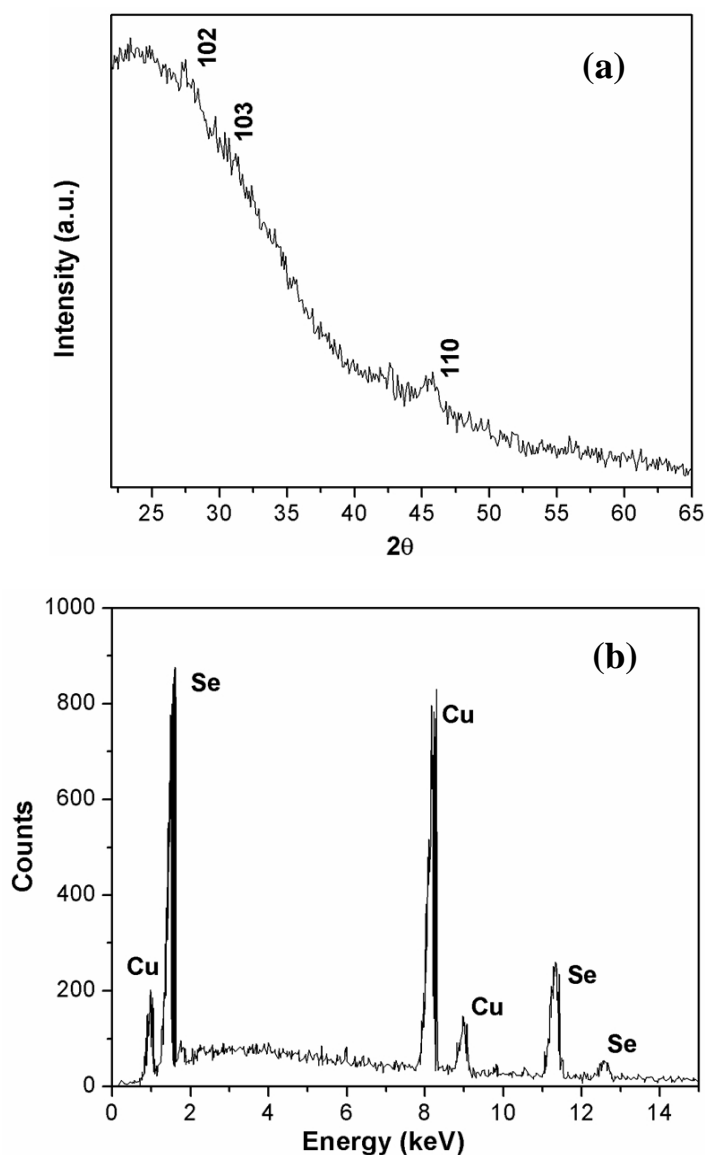 (a)
102
103
110
Intensity (a.u.)
25 30 35 40 45 50 55 60 65
2θ
(b)
1000
800
600
400
200
0
Counts
Se
Cu
Cu
Cu
Se
Se
0 2 4 6 8 10 12 14
Energy (keV)